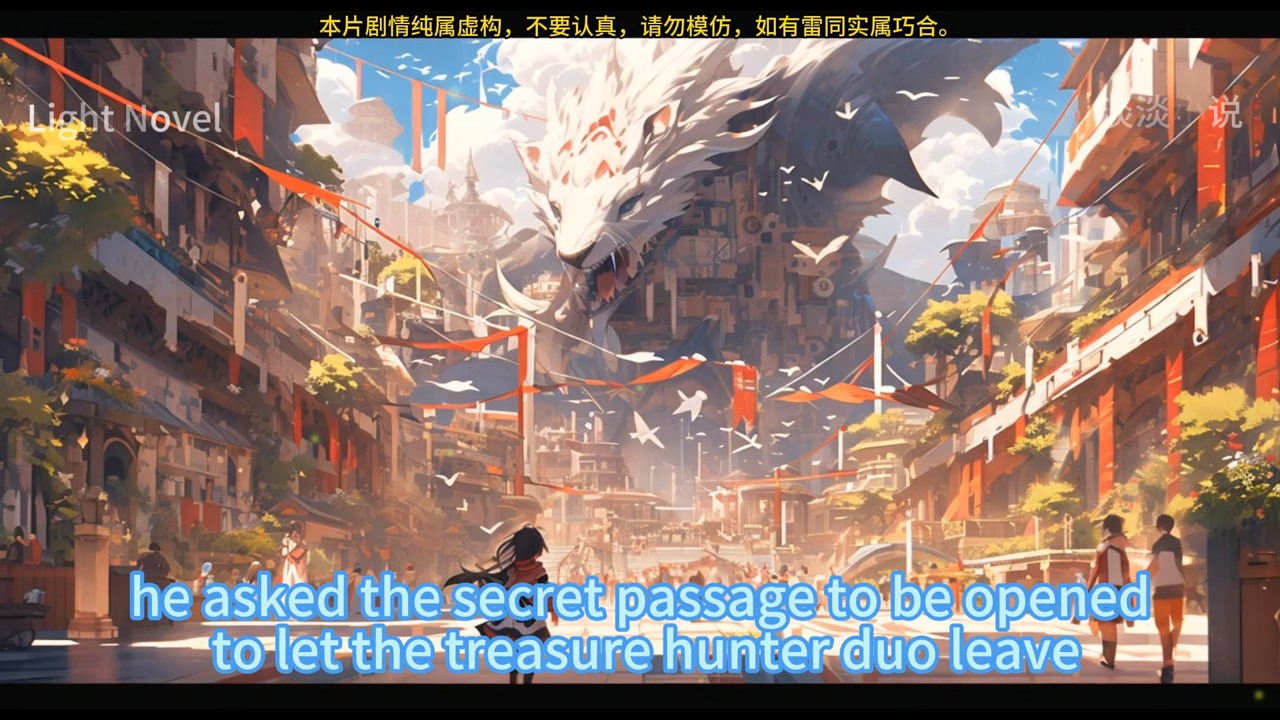 本片剧情纯属虚构，不要认真，请勿模仿，如有雷同实属巧合。
Light Novel
淡 说
he asked the secret passage to be opened
to let the treasure hunter duo leave